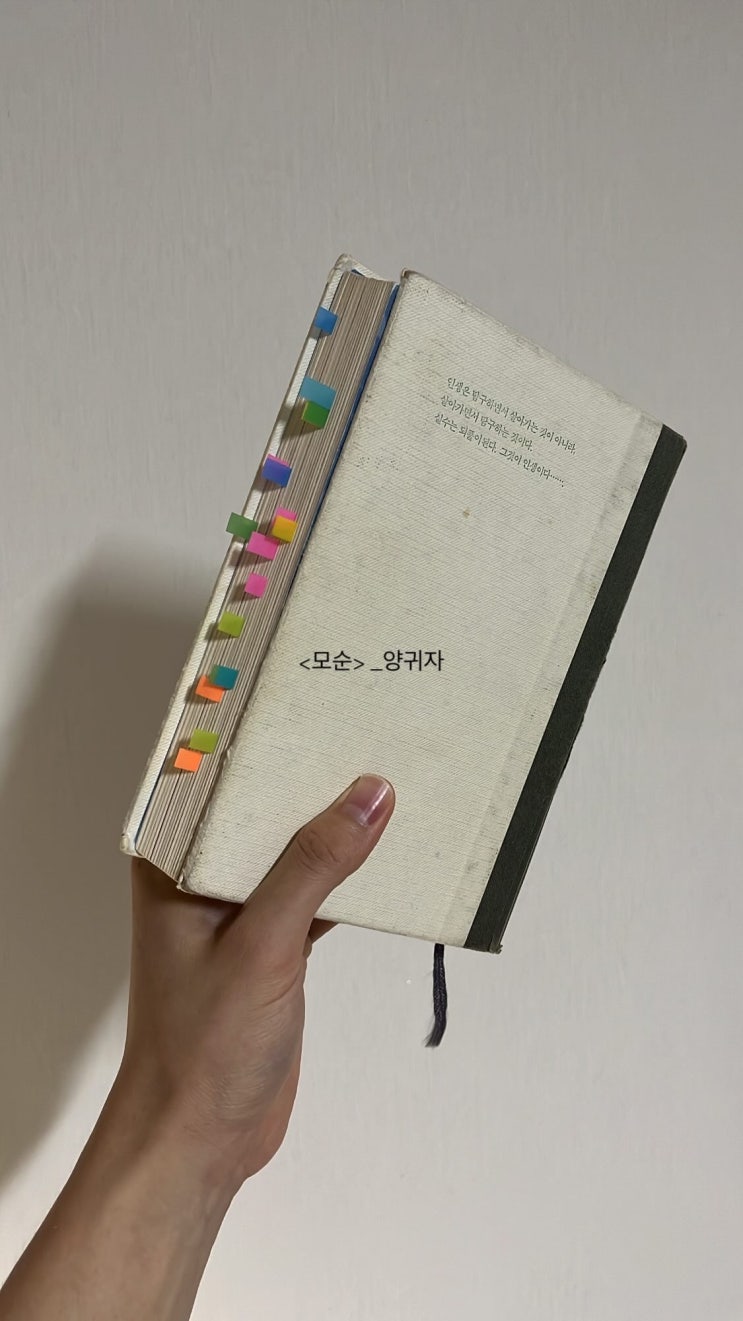 인생은 탐구하면서 살아가는 것이 아니라,
살아가면서 탐구하는 것이다.
실수는 되풀이된다. 그것이 인생이다……
<모순> _양귀자